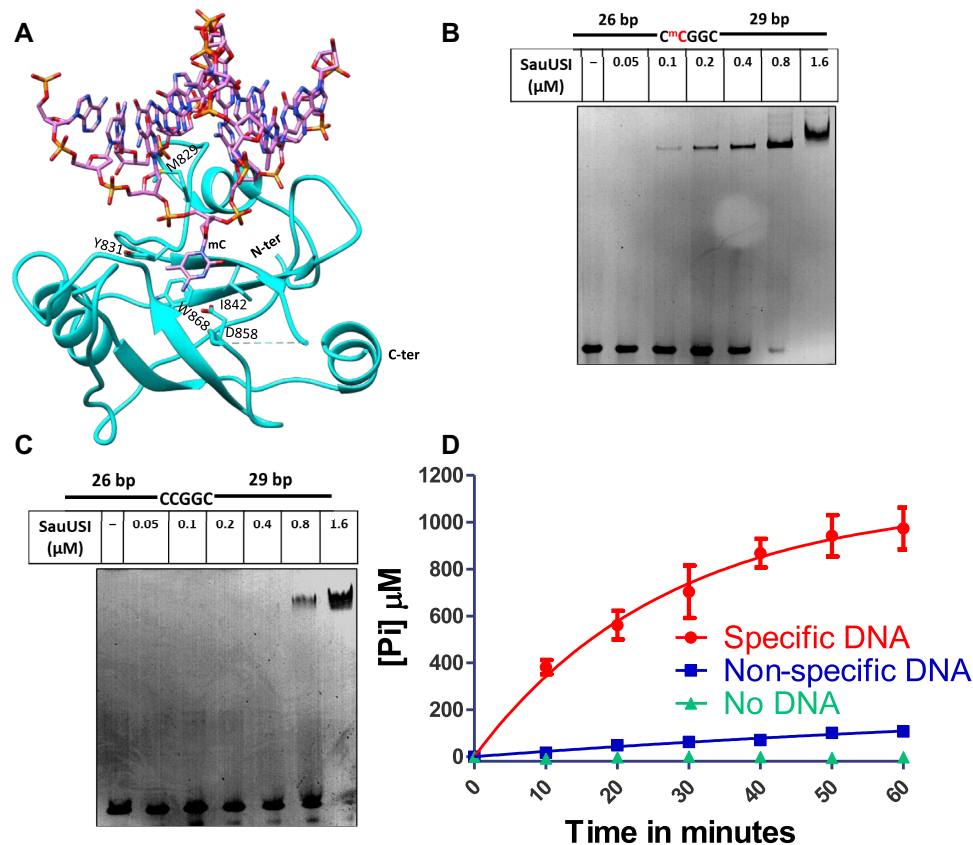 A
M829
Y831
mC
N-ter
I842
W868
D858
C-ter
B
26 bp 29 bp
CmCGGC
SauUSI (μM) – 0.05 0.1 0.2 0.4 0.8 1.6
C
26 bp 29 bp
CCGGC
SauUSI (μM) – 0.05 0.1 0.2 0.4 0.8 1.6
D
1200
1000
800
600
400
200
0
[Pi] μM
Specific DNA
Non-specific DNA
No DNA
0 10 20 30 40 50 60
Time in minutes